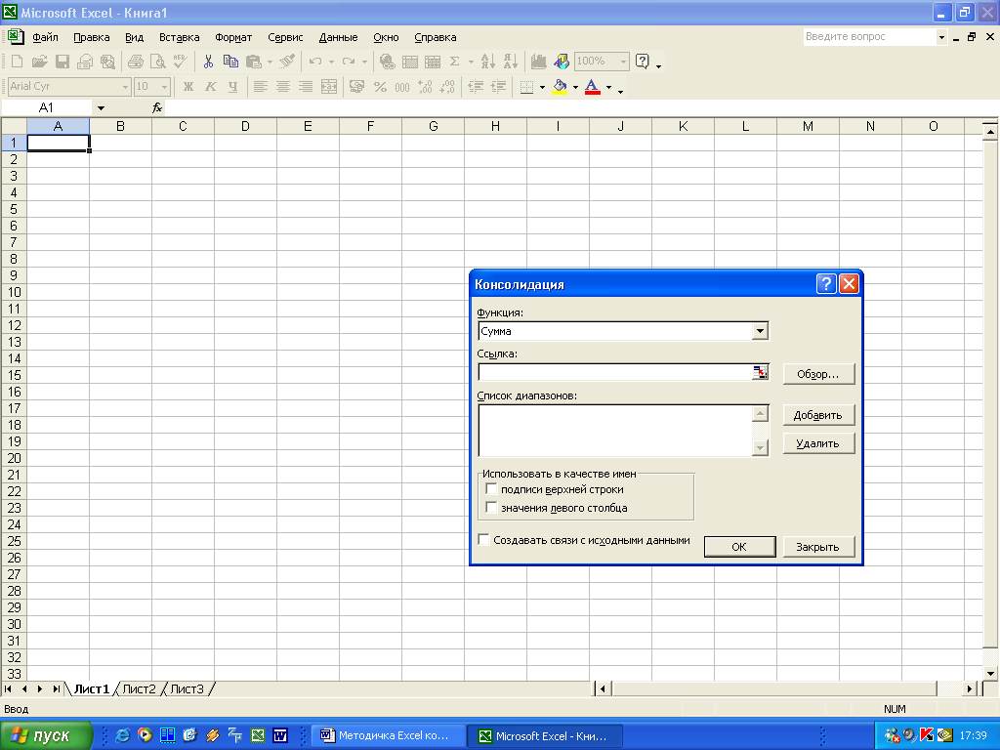 Microsoft Excel - Книга1
Файл Правка Вид Вставка Формат Сервис Данные Окно Справка
Введите вопрос
100%
Arial Cyr 10 Ж К Ч % 000
A1 fx
A B C D E F G H I J K L M N O
1
2
3
4
5
6
7
8
9
10
11
12
13
14
15
16
17
18
19
20
21
22
23
24
25
26
27
28
29
30
31
32
33
Консолидация
Функция:
Сумма
Ссылка:
Обзор...
Список диапазонов:
Добавить
Удалить
Использовать в качестве имен
подписи верхней строки
значения левого столбца
Создавать связи с исходными данными
ОК
Закрыть
Лист1 Лист2 Лист3
Ввод NUM
пуск Методичка Excel ко... Microsoft Excel - Кни... 17:39